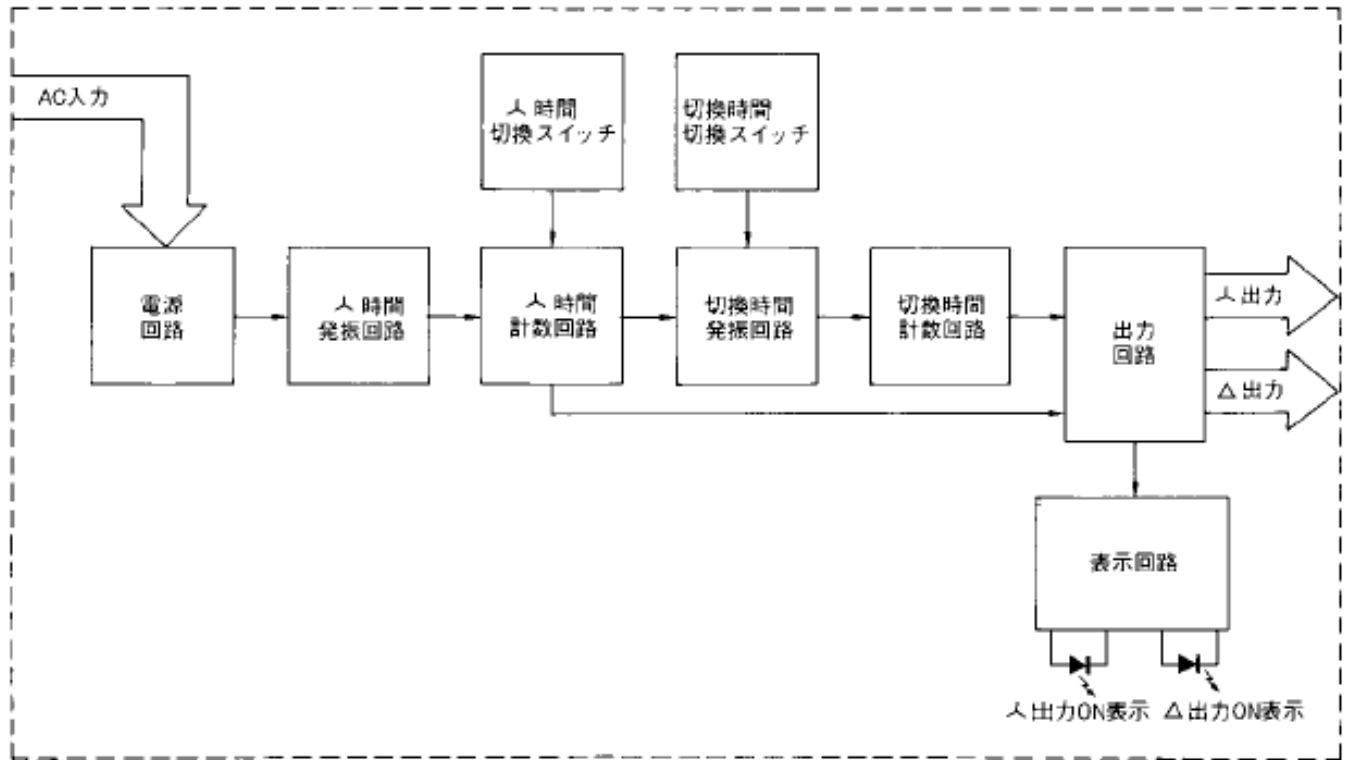 AC入力
人時間
切換スイッチ
切換時間
切換スイッチ
電源
回路
人時間
発振回路
人時間
計数回路
切換時間
発振回路
切換時間
計数回路
出力
回路
人出力
△出力
表示回路
人出力ON表示 △出力ON表示